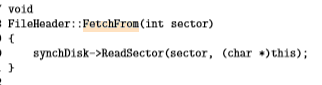 void
FileHeader::FetchFrom(int sector)
{
    synchDisk->ReadSector(sector, (char *)this);
}